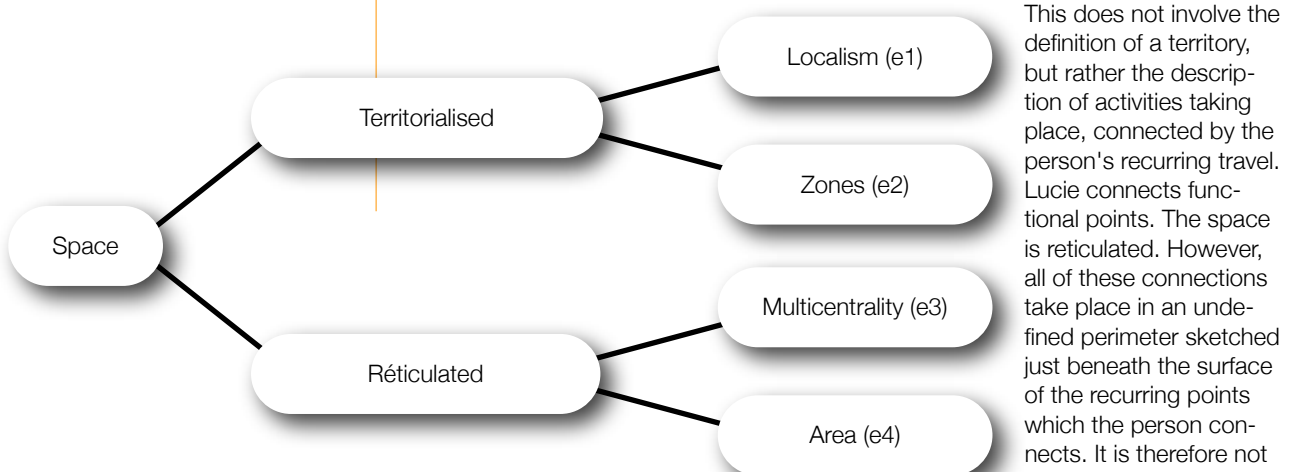 Space
Territorialised
Réticulated
Localism (e1)
Zones (e2)
Multicentrality (e3)
Area (e4)
This does not involve the
definition of a territory,
but rather the descrip-
tion of activities taking
place, connected by the
person's recurring travel.
Lucie connects func-
tional points. The space
is reticulated. However,
all of these connections
take place in an unde-
fined perimeter sketched
just beneath the surface
of the recurring points
which the person con-
nects. It is therefore not